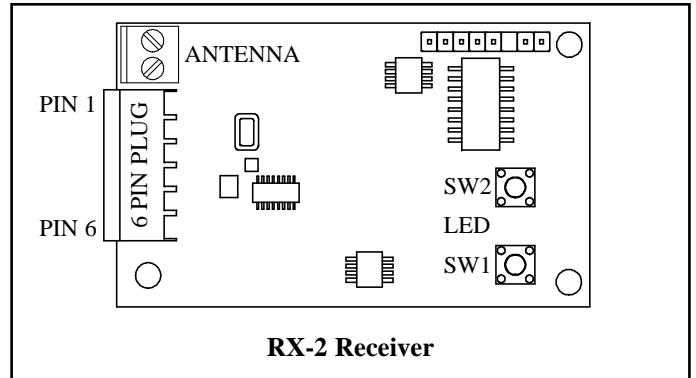 ANTENNA
PIN 1
6 PIN PLUG
PIN 6
SW2
LED
SW1
RX-2 Receiver